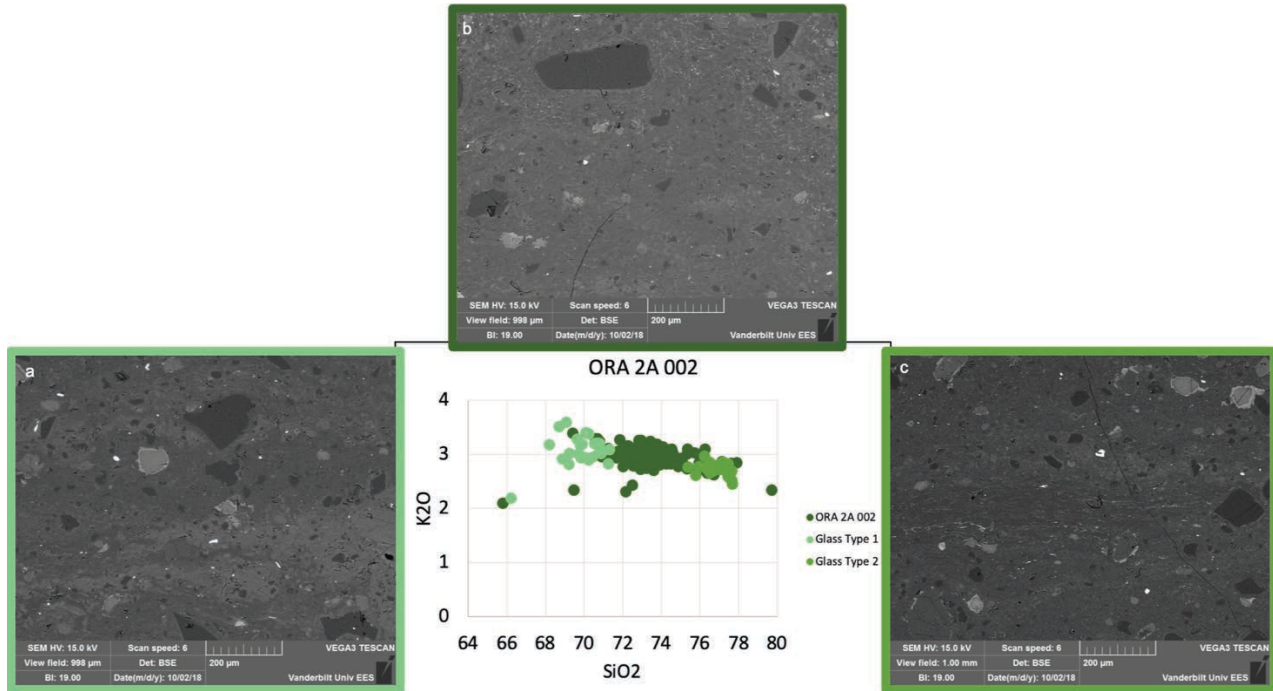 b
SEM HV: 15.0 kV Scan speed: 6 VEGA3 TESCAN
View field: 998 µm Det: BSE 200 µm
BI: 19.00 Date(m/d/y): 10/02/18 Vanderbilt Univ EES
a
SEM HV: 15.0 kV Scan speed: 6 VEGA3 TESCAN
View field: 998 µm Det: BSE 200 µm
BI: 19.00 Date(m/d/y): 10/02/18 Vanderbilt Univ EES
ORA 2A 002
4
3
2
1
0
K2O
64 66 68 70 72 74 76 78 80
SiO2
ORA 2A 002
Glass Type 1
Glass Type 2
c
SEM HV: 15.0 kV Scan speed: 6 VEGA3 TESCAN
View field: 1.00 mm Det: BSE 200 µm
BI: 19.00 Date(m/d/y): 10/02/18 Vanderbilt Univ EES